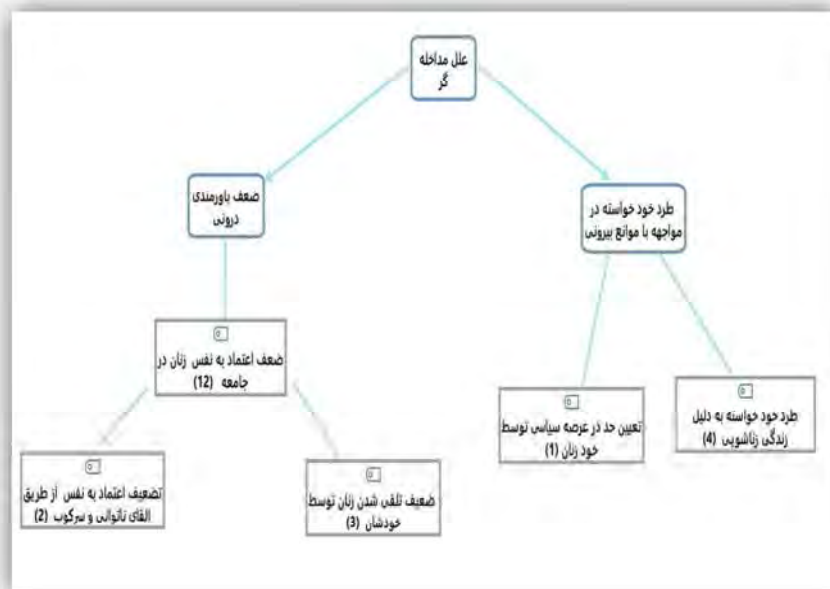 علل مداخله
گر
ضعف باورمندی
درونی
طرد خود خواسته در
مواجهه با موانع بیرونی
ضعف اعتماد به نفس زنان در
جامعه (12)
تعیین حد در عرصه سیاسی توسط
خود زنان (1)
طرد خود خواسته به دلیل
زندگی زناشویی (4)
تضعیف اعتماد به نفس از طریق
القای ناتوانی و سرکوب (2)
ضعیف تلقی شدن زنان توسط
خودشان (3)